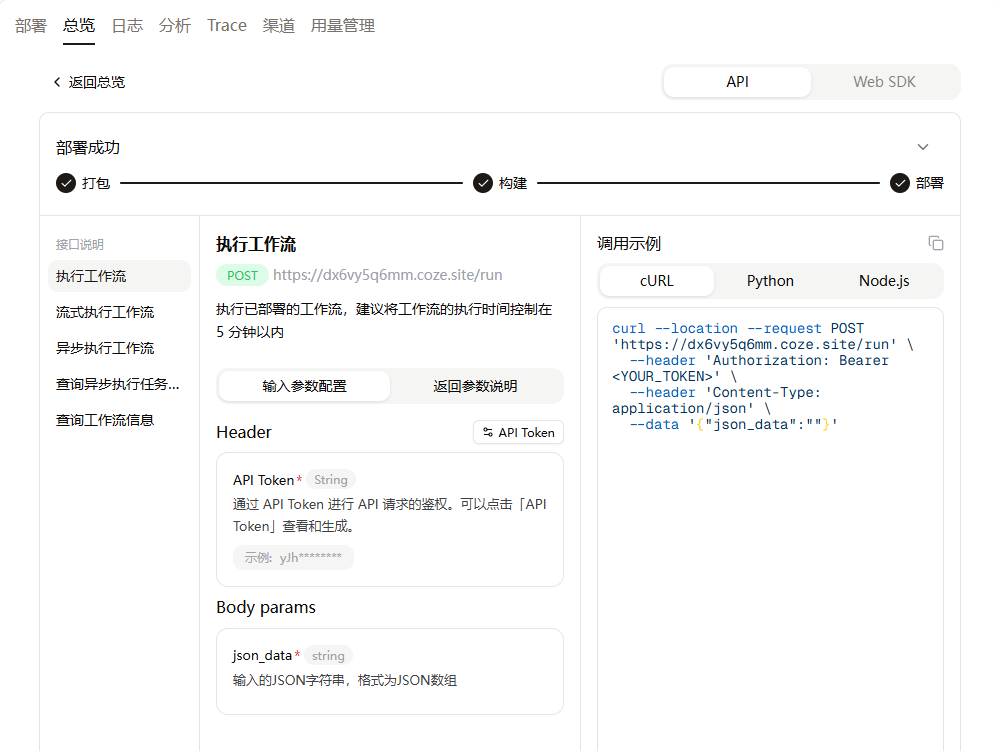 部署 总览 日志 分析 Trace 渠道 用量管理
返回总览
API Web SDK
部署成功
打包 构建 部署
接口说明
执行工作流
流式执行工作流
异步执行工作流
查询异步执行任务...
查询工作流信息
执行工作流
POST https://dx6vy5q6mm.coze.site/run
执行已部署的工作流，建议将工作流的执行时间控制在
5 分钟以内
输入参数配置 返回参数说明
Header API Token
API Token* String
通过 API Token 进行 API 请求的鉴权。可以点击「API
Token」查看和生成。
示例: yJh********
Body params
json_data* string
输入的JSON字符串，格式为JSON数组
调用示例
cURL Python Node.js
curl --location --request POST
'https://dx6vy5q6mm.coze.site/run' \
--header 'Authorization: Bearer
<YOUR_TOKEN>' \
--header 'Content-Type:
application/json' \
--data '{"json_data":""}'